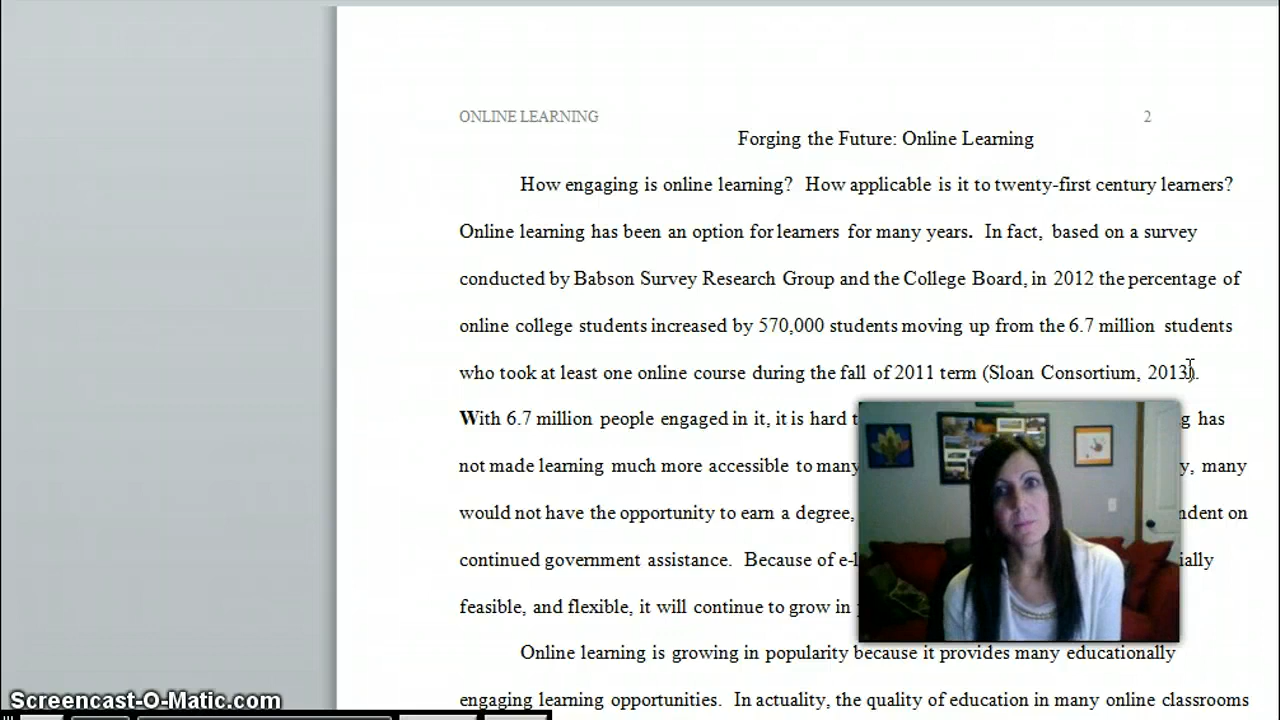 ONLINE LEARNING 2
Forging the Future: Online Learning
How engaging is online learning? How applicable is it to twenty-first century learners?
Online learning has been an option for learners for many years. In fact, based on a survey
conducted by Babson Survey Research Group and the College Board, in 2012 the percentage of
online college students increased by 570,000 students moving up from the 6.7 million students
who took at least one online course during the fall of 2011 term (Sloan Consortium, 2013).
With 6.7 million people engaged in it, it is hard has
not made learning much more accessible to many many
would not have the opportunity to earn a degree, on
continued government assistance. Because of
feasible, and flexible, it will continue to grow in
Online learning is growing in popularity because it provides many educationally
engaging learning opportunities. In actuality, the quality of education in many online classrooms
Screencast-O-Matic.com